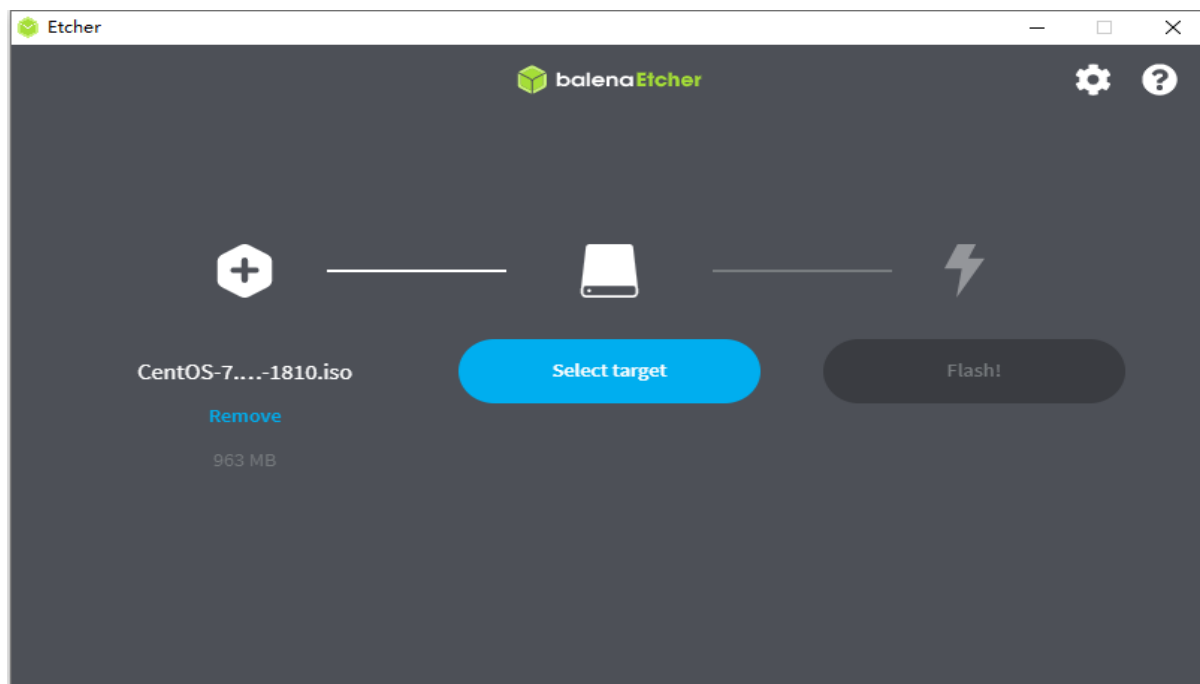 Etcher
balenaEtcher
CentOS-7....-1810.iso
Select target
Flash!
Remove
963 MB